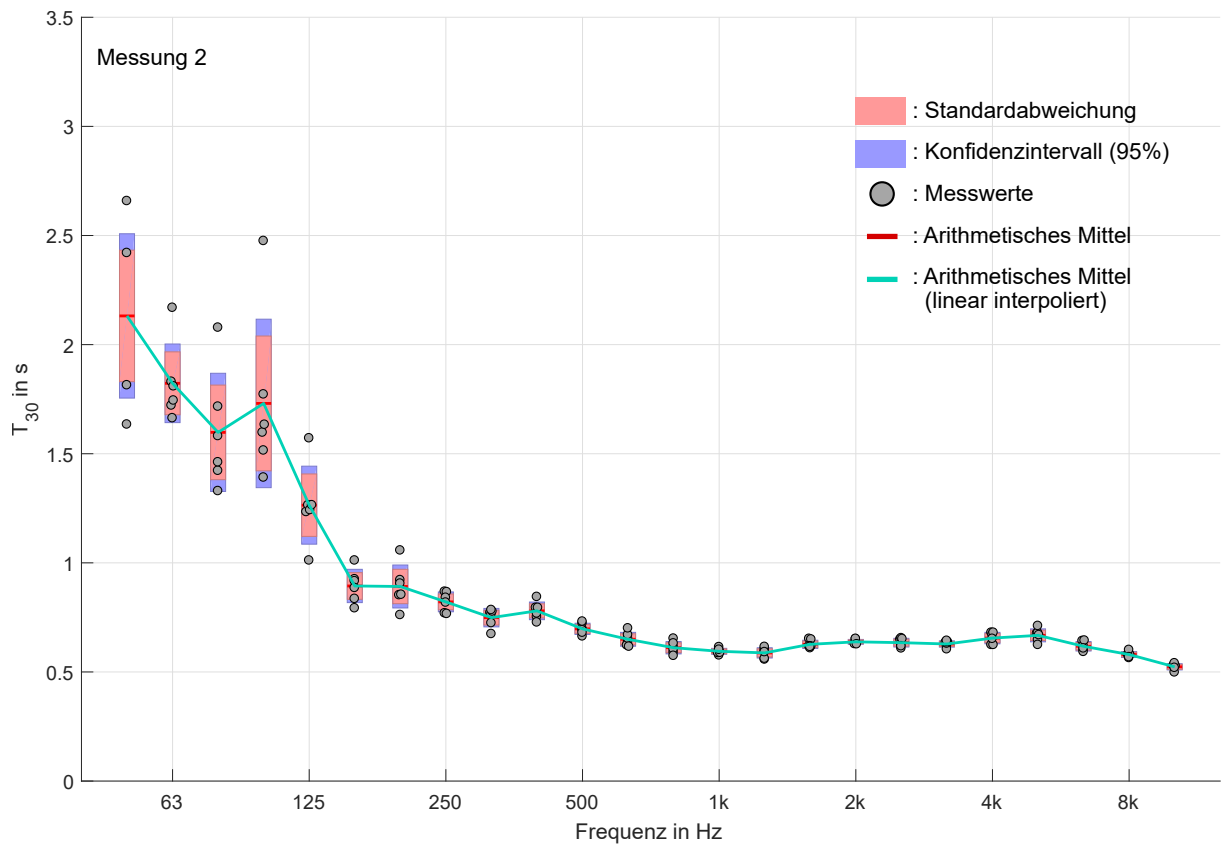 Messung 2
: Standardabweichung
: Konfidenzintervall (95%)
: Messwerte
: Arithmetisches Mittel
: Arithmetisches Mittel
(linear interpoliert)
3.5
3
2.5
2
1.5
1
0.5
0
T30 in s
63 125 250 500 1k 2k 4k 8k
Frequenz in Hz